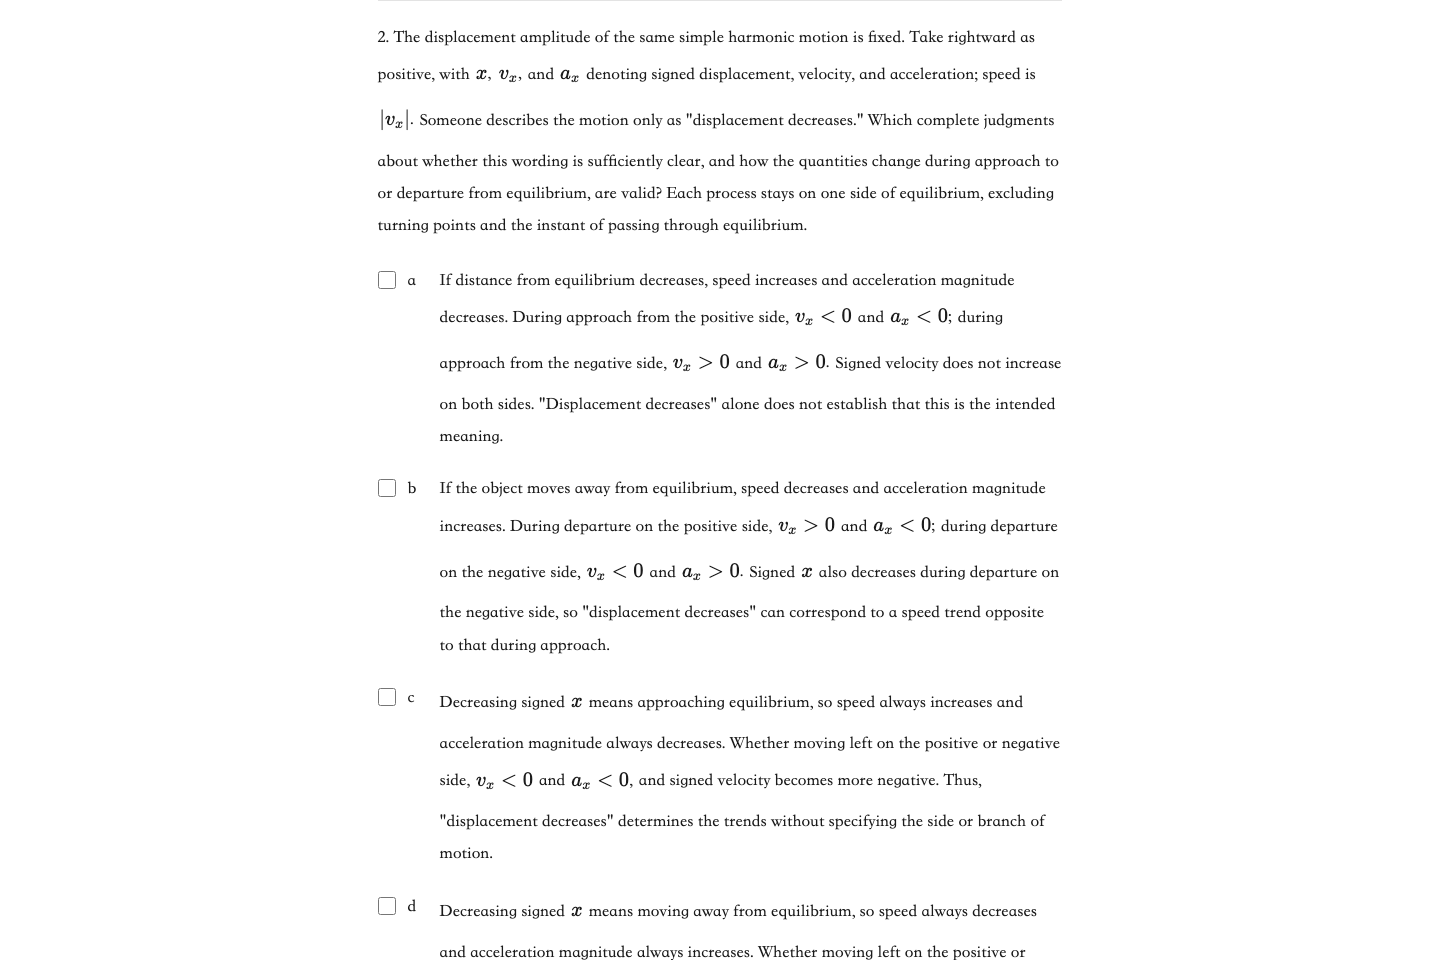 2. The displacement amplitude of the same simple harmonic motion is fixed. Take rightward as
positive, with x, vₓ, and aₓ denoting signed displacement, velocity, and acceleration; speed is
|vₓ|. Someone describes the motion only as "displacement decreases." Which complete judgments
about whether this wording is sufficiently clear, and how the quantities change during approach to
or departure from equilibrium, are valid? Each process stays on one side of equilibrium, excluding
turning points and the instant of passing through equilibrium.
a If distance from equilibrium decreases, speed increases and acceleration magnitude
decreases. During approach from the positive side, vₓ < 0 and aₓ < 0; during
approach from the negative side, vₓ > 0 and aₓ > 0. Signed velocity does not increase
on both sides. "Displacement decreases" alone does not establish that this is the intended
meaning.
b If the object moves away from equilibrium, speed decreases and acceleration magnitude
increases. During departure on the positive side, vₓ > 0 and aₓ < 0; during departure
on the negative side, vₓ < 0 and aₓ > 0. Signed x also decreases during departure on
the negative side, so "displacement decreases" can correspond to a speed trend opposite
to that during approach.
c Decreasing signed x means approaching equilibrium, so speed always increases and
acceleration magnitude always decreases. Whether moving left on the positive or negative
side, vₓ < 0 and aₓ < 0, and signed velocity becomes more negative. Thus,
"displacement decreases" determines the trends without specifying the side or branch of
motion.
d Decreasing signed x means moving away from equilibrium, so speed always decreases
and acceleration magnitude always increases. Whether moving left on the positive or